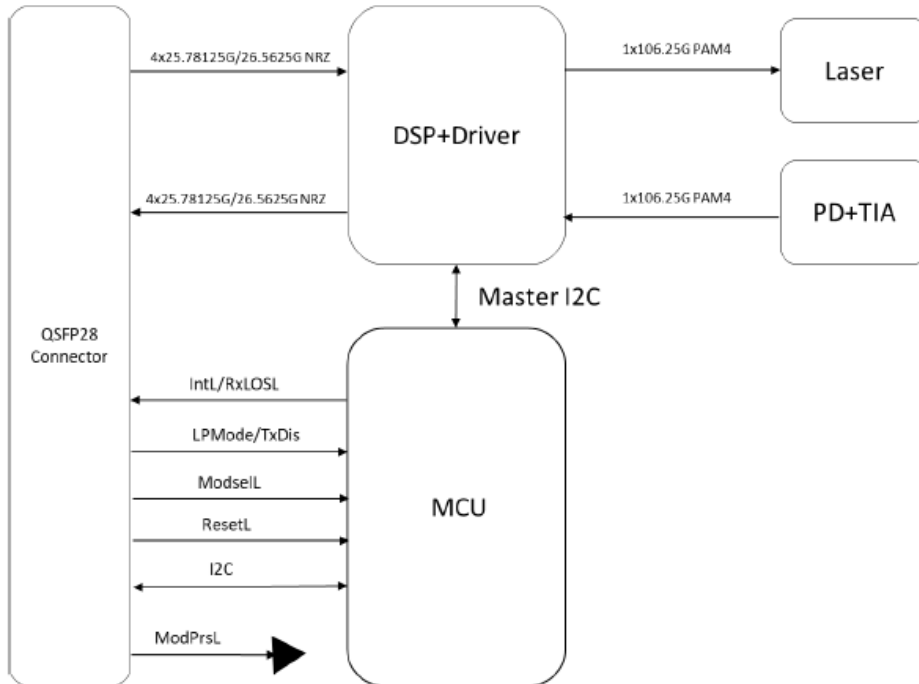 4x25.78125G/26.5625G NRZ
1x106.25G PAM4
Laser
DSP+Driver
4x25.78125G/26.5625G NRZ
1x106.25G PAM4
PD+TIA
Master I2C
QSFP28
Connector
IntL/RxLOSL
LPMode/TxDis
ModselL
MCU
ResetL
I2C
ModPrsL